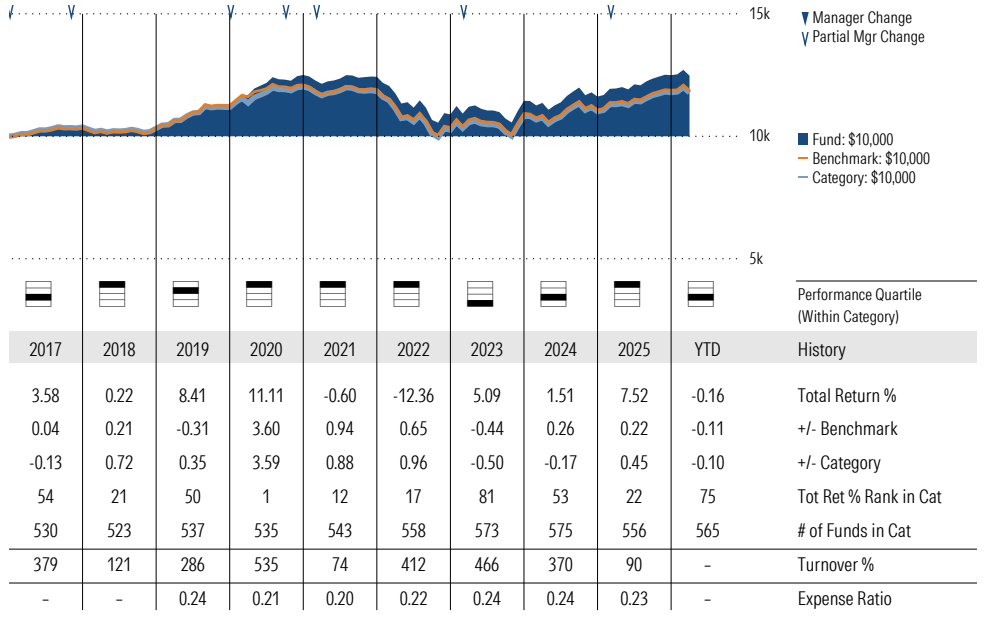 15k
Manager Change
Partial Mgr Change
10k
Fund: $10,000
Benchmark: $10,000
Category: $10,000
5k
Performance Quartile
(Within Category)
2017 2018 2019 2020 2021 2022 2023 2024 2025 YTD History
3.58 0.22 8.41 11.11 -0.60 -12.36 5.09 1.51 7.52 -0.16 Total Return %
0.04 0.21 -0.31 3.60 0.94 0.65 -0.44 0.26 0.22 -0.11 +/- Benchmark
-0.13 0.72 0.35 3.59 0.88 0.96 -0.50 -0.17 0.45 -0.10 +/- Category
54 21 50 1 12 17 81 53 22 75 Tot Ret % Rank in Cat
530 523 537 535 543 558 573 575 556 565 # of Funds in Cat
379 121 286 535 74 412 466 370 90 – Turnover %
– – 0.24 0.21 0.20 0.22 0.24 0.24 0.23 – Expense Ratio